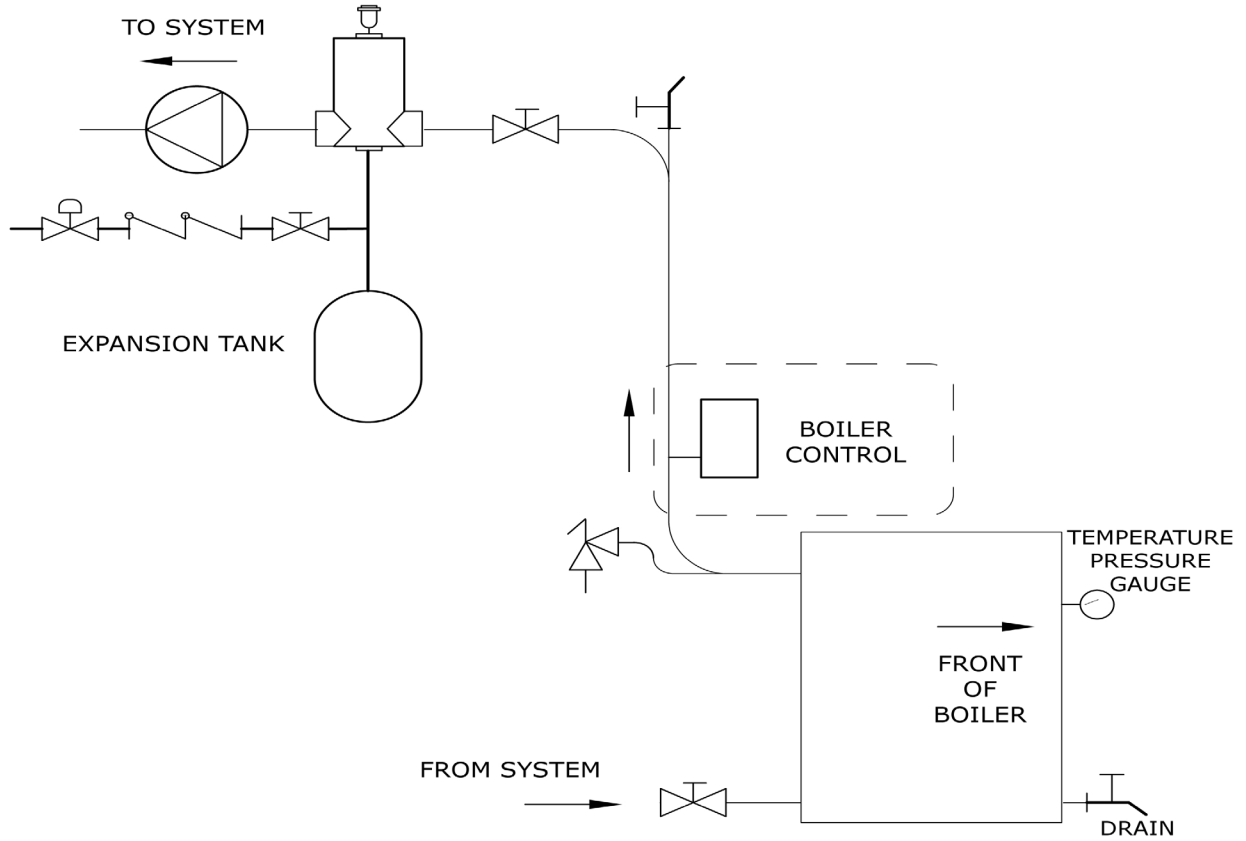 TO SYSTEM
EXPANSION TANK
BOILER
CONTROL
TEMPERATURE
PRESSURE
GAUGE
FRONT
OF
BOILER
FROM SYSTEM
DRAIN